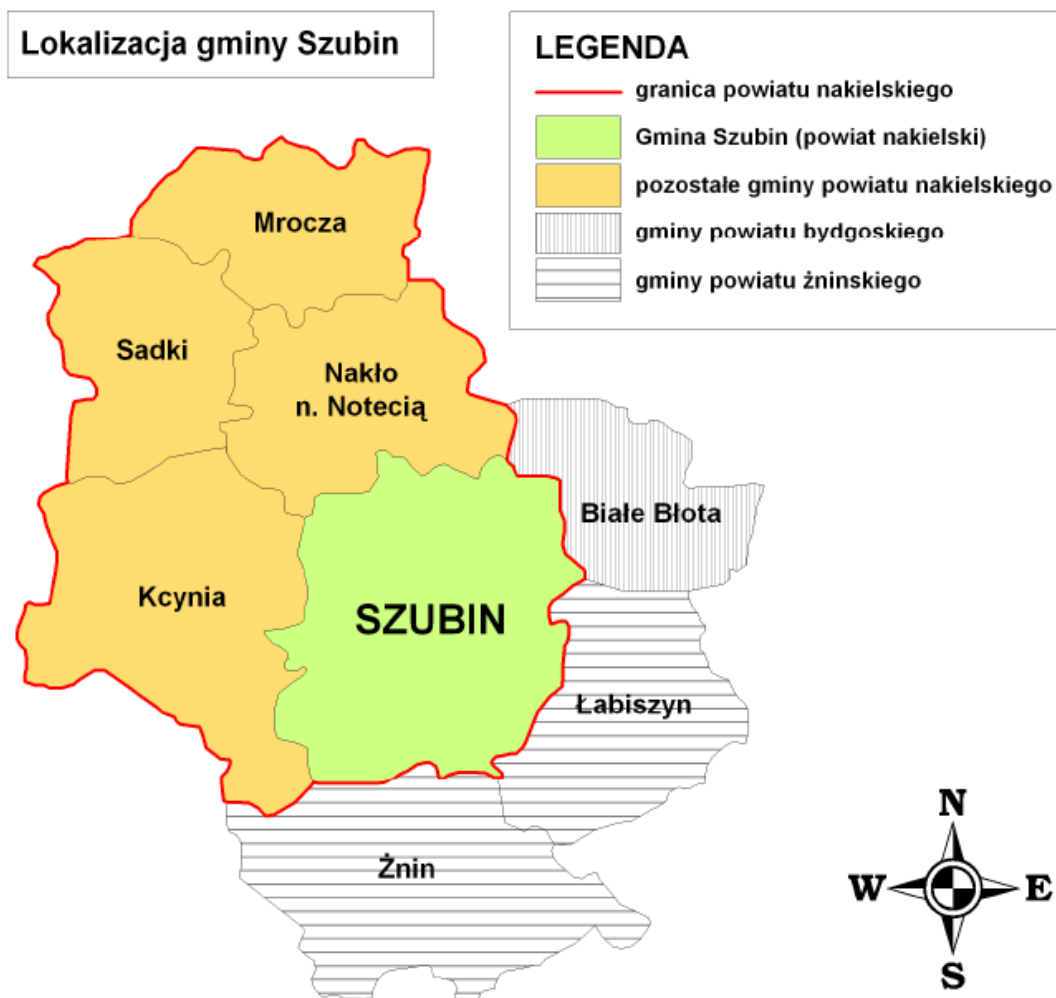 Lokalizacja gminy Szubin
LEGENDA
granica powiatu nakielskiego
Gmina Szubin (powiat nakielski)
pozostałe gminy powiatu nakielskiego
gminy powiatu bydgoskiego
gminy powiatu żninskiego
Mrocza
Sadki
Nakło
n. Notecią
Białe Błota
Kcynia
SZUBIN
Łabiszyn
Żnin
N
W
E
S